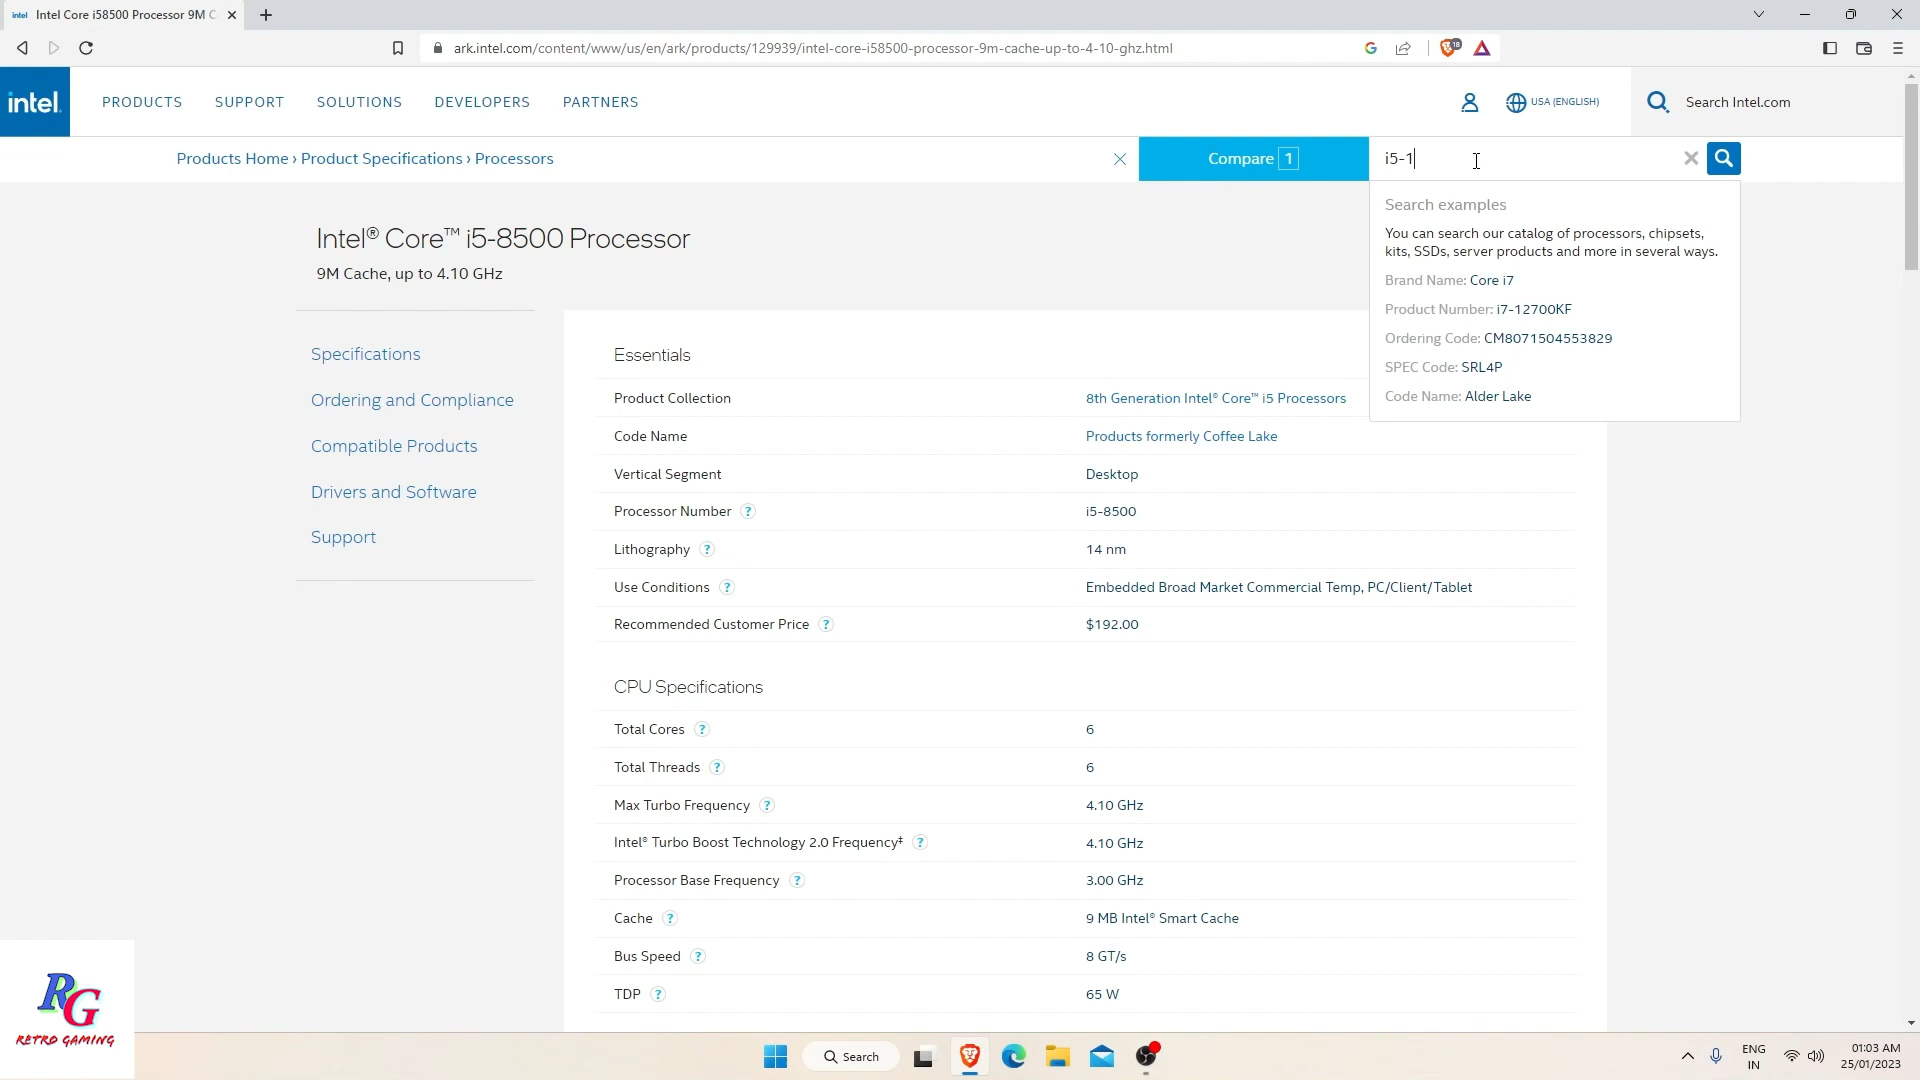 intel Intel Core i58500 Processor 9M C
ark.intel.com/content/www/us/en/ark/products/129939/intel-core-i58500-processor-9m-cache-up-to-4-10-ghz.html
18
intel.
PRODUCTS SUPPORT SOLUTIONS DEVELOPERS PARTNERS
USA (ENGLISH)
Search Intel.com
Products Home › Product Specifications › Processors
Compare 1
i5-1
Search examples
You can search our catalog of processors, chipsets,
kits, SSDs, server products and more in several ways.
Brand Name: Core i7
Product Number: i7-12700KF
Ordering Code: CM8071504553829
SPEC Code: SRL4P
Code Name: Alder Lake
Intel® Core™ i5-8500 Processor
9M Cache, up to 4.10 GHz
Specifications
Ordering and Compliance
Compatible Products
Drivers and Software
Support
Essentials
Product Collection 8th Generation Intel® Core™ i5 Processors
Code Name Products formerly Coffee Lake
Vertical Segment Desktop
Processor Number ? i5-8500
Lithography ? 14 nm
Use Conditions ? Embedded Broad Market Commercial Temp, PC/Client/Tablet
Recommended Customer Price ? $192.00
CPU Specifications
Total Cores ? 6
Total Threads ? 6
Max Turbo Frequency ? 4.10 GHz
Intel® Turbo Boost Technology 2.0 Frequency‡ ? 4.10 GHz
Processor Base Frequency ? 3.00 GHz
Cache ? 9 MB Intel® Smart Cache
Bus Speed ? 8 GT/s
TDP ? 65 W
RG
RETRO GAMING
Search
ENG
IN
01:03 AM
25/01/2023